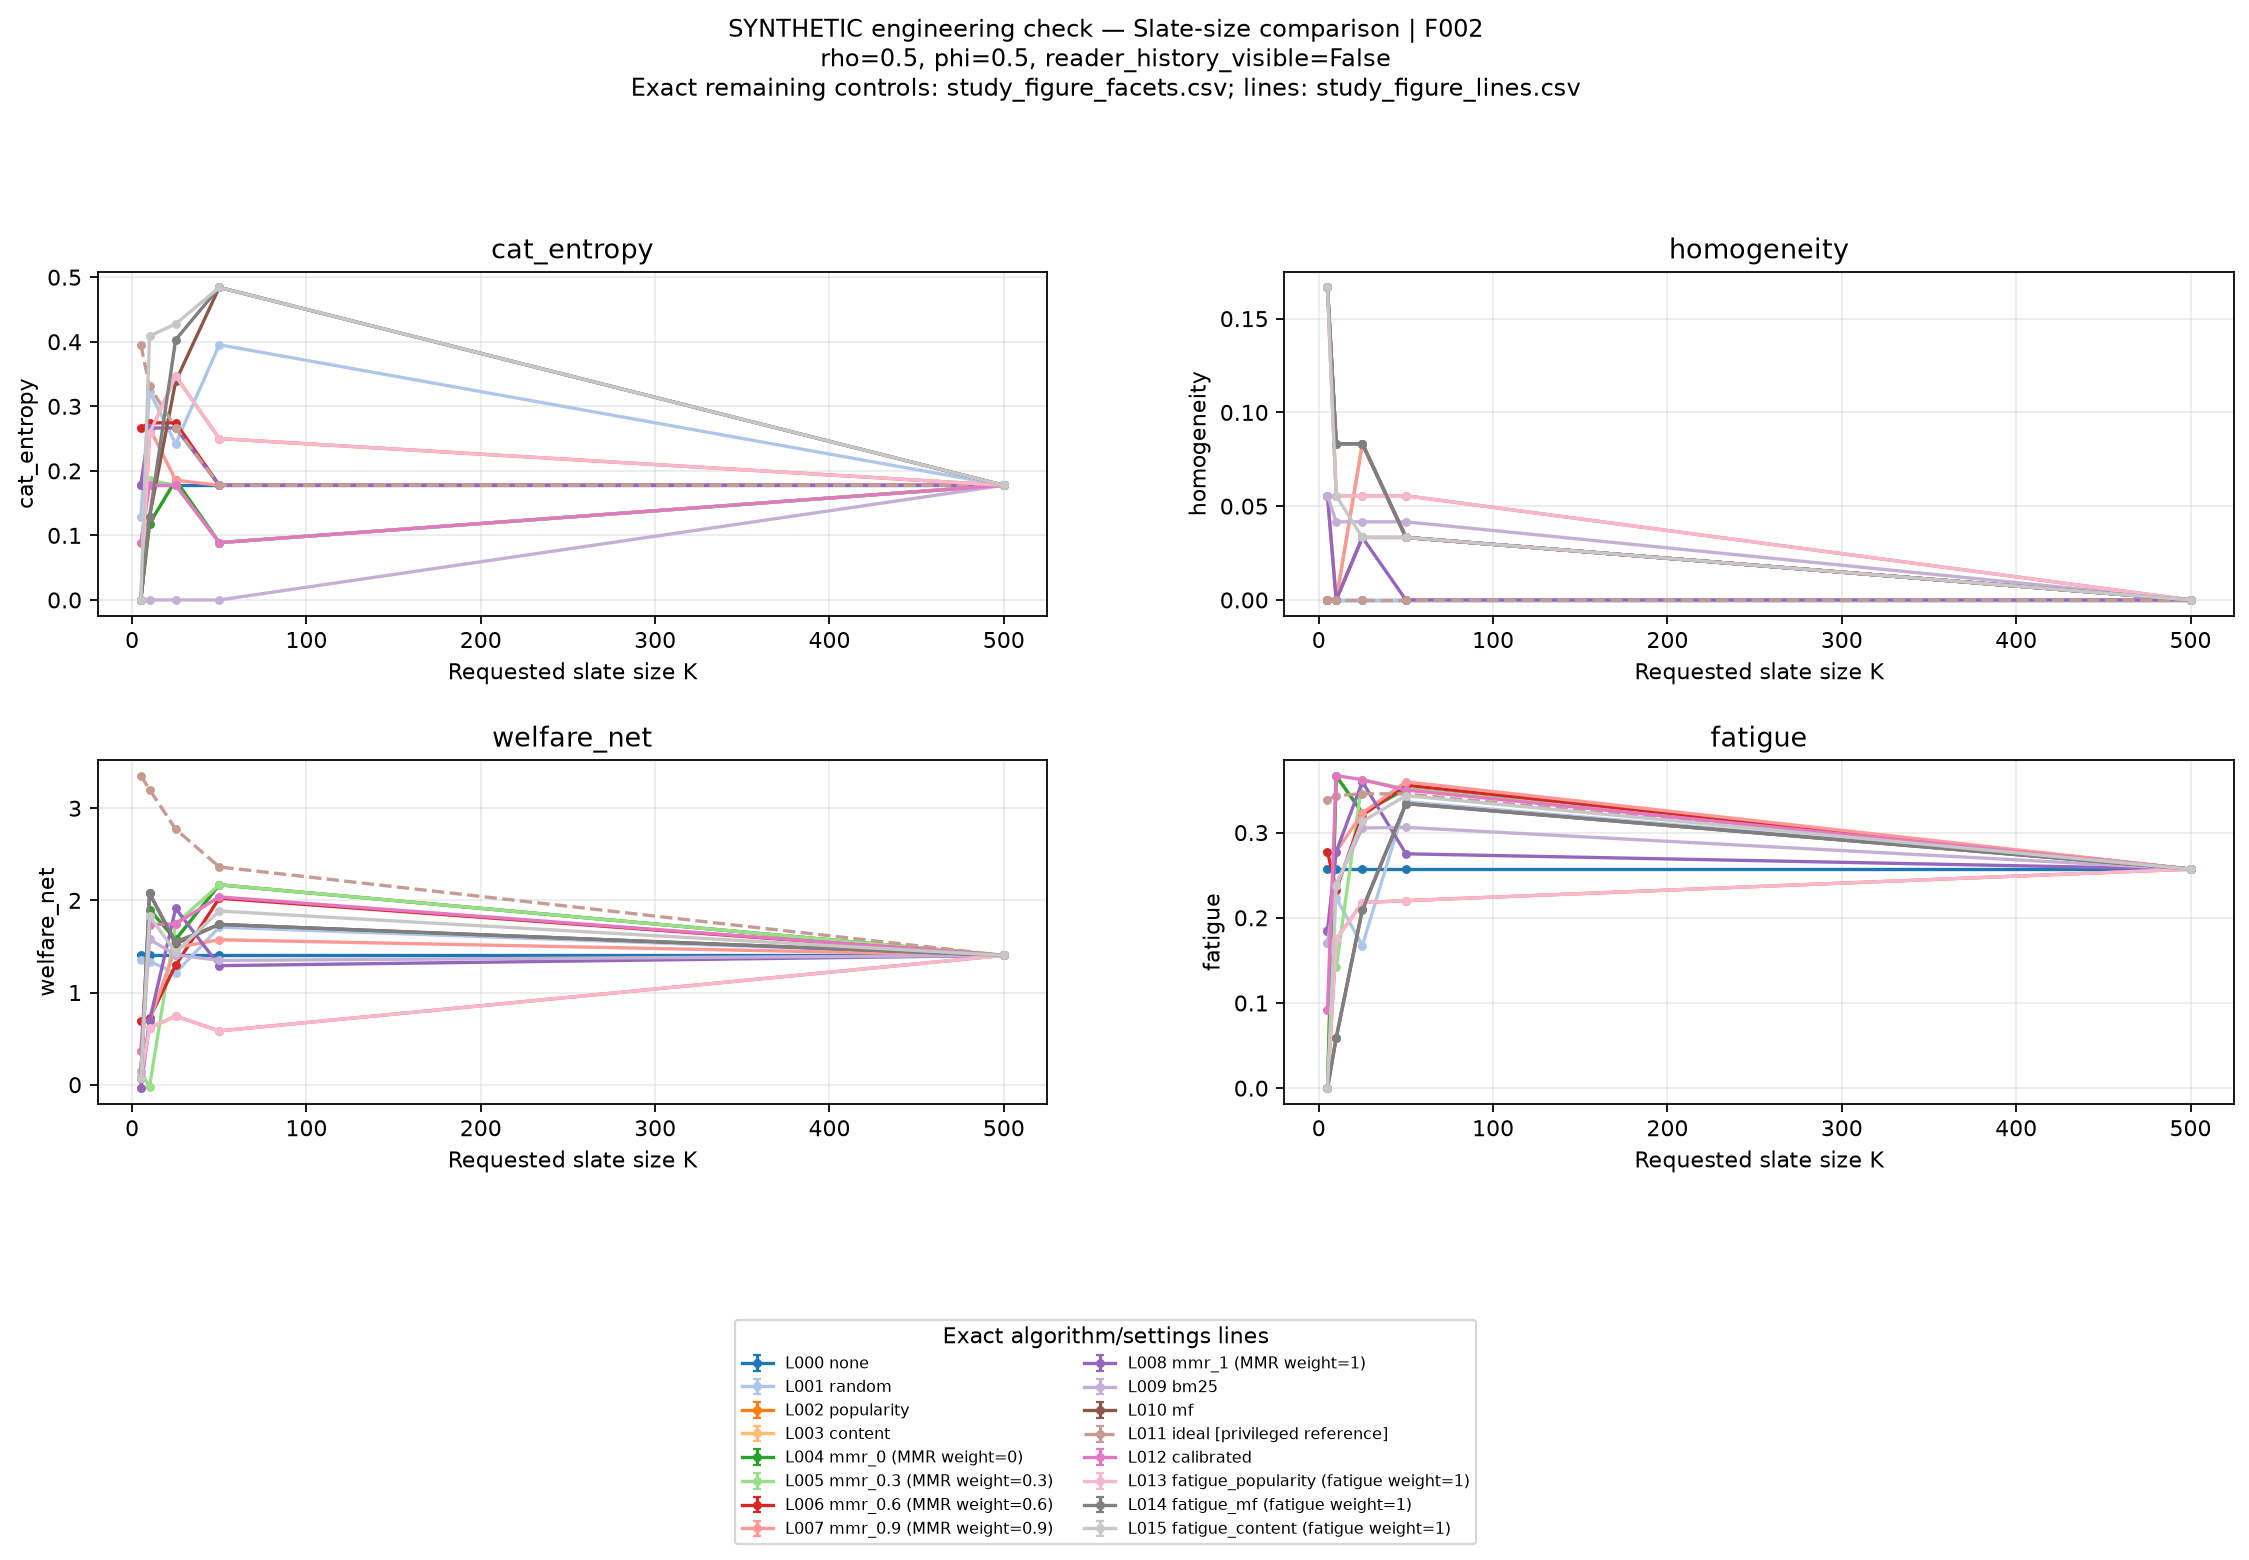 SYNTHETIC engineering check — Slate-size comparison | F002
rho=0.5, phi=0.5, reader_history_visible=False
Exact remaining controls: study_figure_facets.csv; lines: study_figure_lines.csv
cat_entropy
cat_entropy
0.5
0.4
0.3
0.2
0.1
0.0
0 100 200 300 400 500
Requested slate size K
homogeneity
homogeneity
0.15
0.10
0.05
0.00
0 100 200 300 400 500
Requested slate size K
welfare_net
welfare_net
3
2
1
0
0 100 200 300 400 500
Requested slate size K
fatigue
fatigue
0.3
0.2
0.1
0.0
0 100 200 300 400 500
Requested slate size K
Exact algorithm/settings lines
L000 none
L001 random
L002 popularity
L003 content
L004 mmr_0 (MMR weight=0)
L005 mmr_0.3 (MMR weight=0.3)
L006 mmr_0.6 (MMR weight=0.6)
L007 mmr_0.9 (MMR weight=0.9)
L008 mmr_1 (MMR weight=1)
L009 bm25
L010 mf
L011 ideal [privileged reference]
L012 calibrated
L013 fatigue_popularity (fatigue weight=1)
L014 fatigue_mf (fatigue weight=1)
L015 fatigue_content (fatigue weight=1)